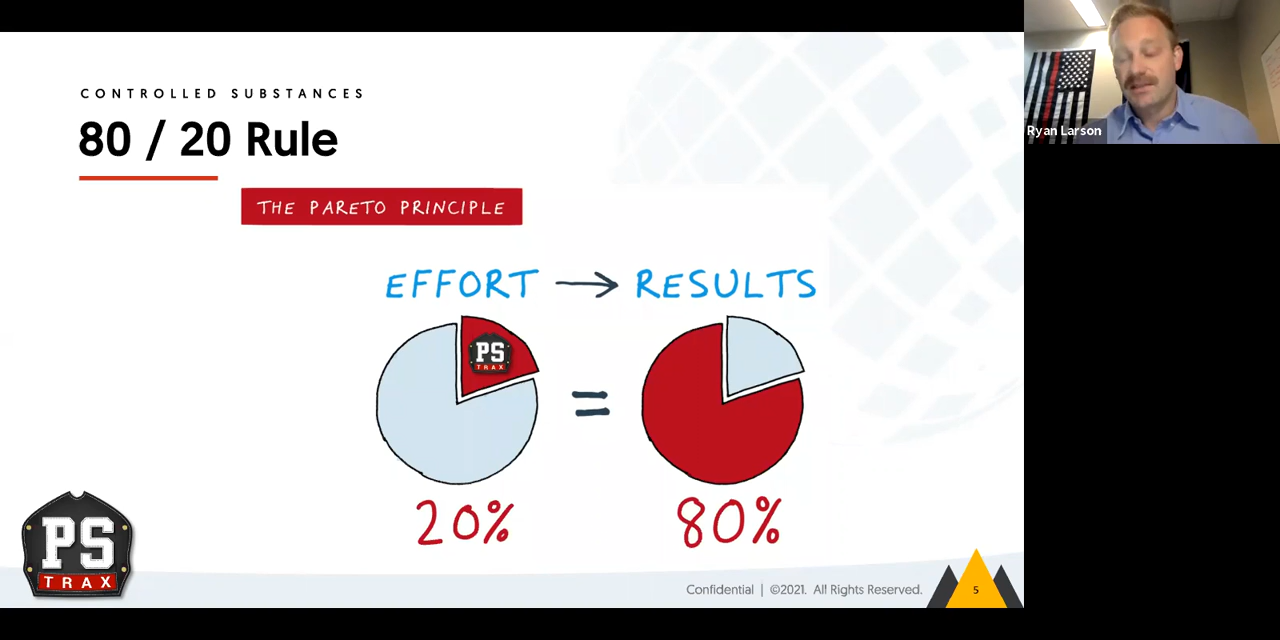 CONTROLLED SUBSTANCES
80 / 20 Rule
THE PARETO PRINCIPLE
EFFORT → RESULTS
PS
TRAX
=
20%
80%
PS
TRAX
Confidential | ©2021. All Rights Reserved.
5
Ryan Larson